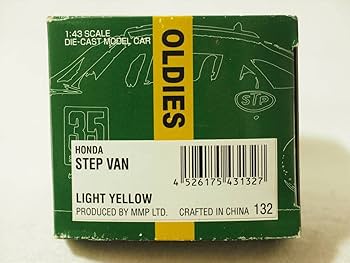 1:43 SCALE
DIE-CAST MODEL CAR
OLDIES
STP
35
HONDA
STEP VAN
4 526175 431327
LIGHT YELLOW
PRODUCED BY MMP LTD. CRAFTED IN CHINA 132